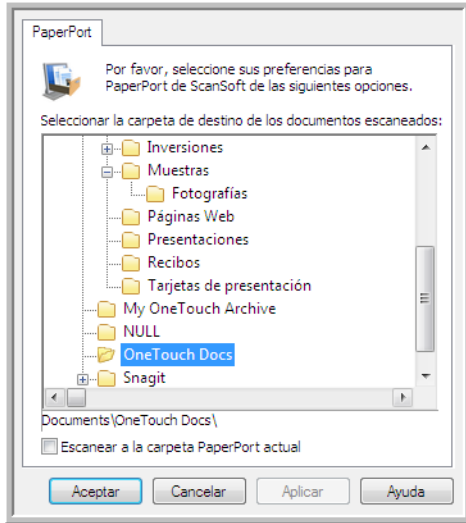 PaperPort
Por favor, seleccione sus preferencias para
PaperPort de ScanSoft de las siguientes opciones.
Seleccionar la carpeta de destino de los documentos escaneados:
Inversiones
Muestras
Fotografías
Páginas Web
Presentaciones
Recibos
Tarjetas de presentación
My OneTouch Archive
NULL
OneTouch Docs
Snagit
Documents\OneTouch Docs\
Escanear a la carpeta PaperPort actual
Aceptar Cancelar Aplicar Ayuda